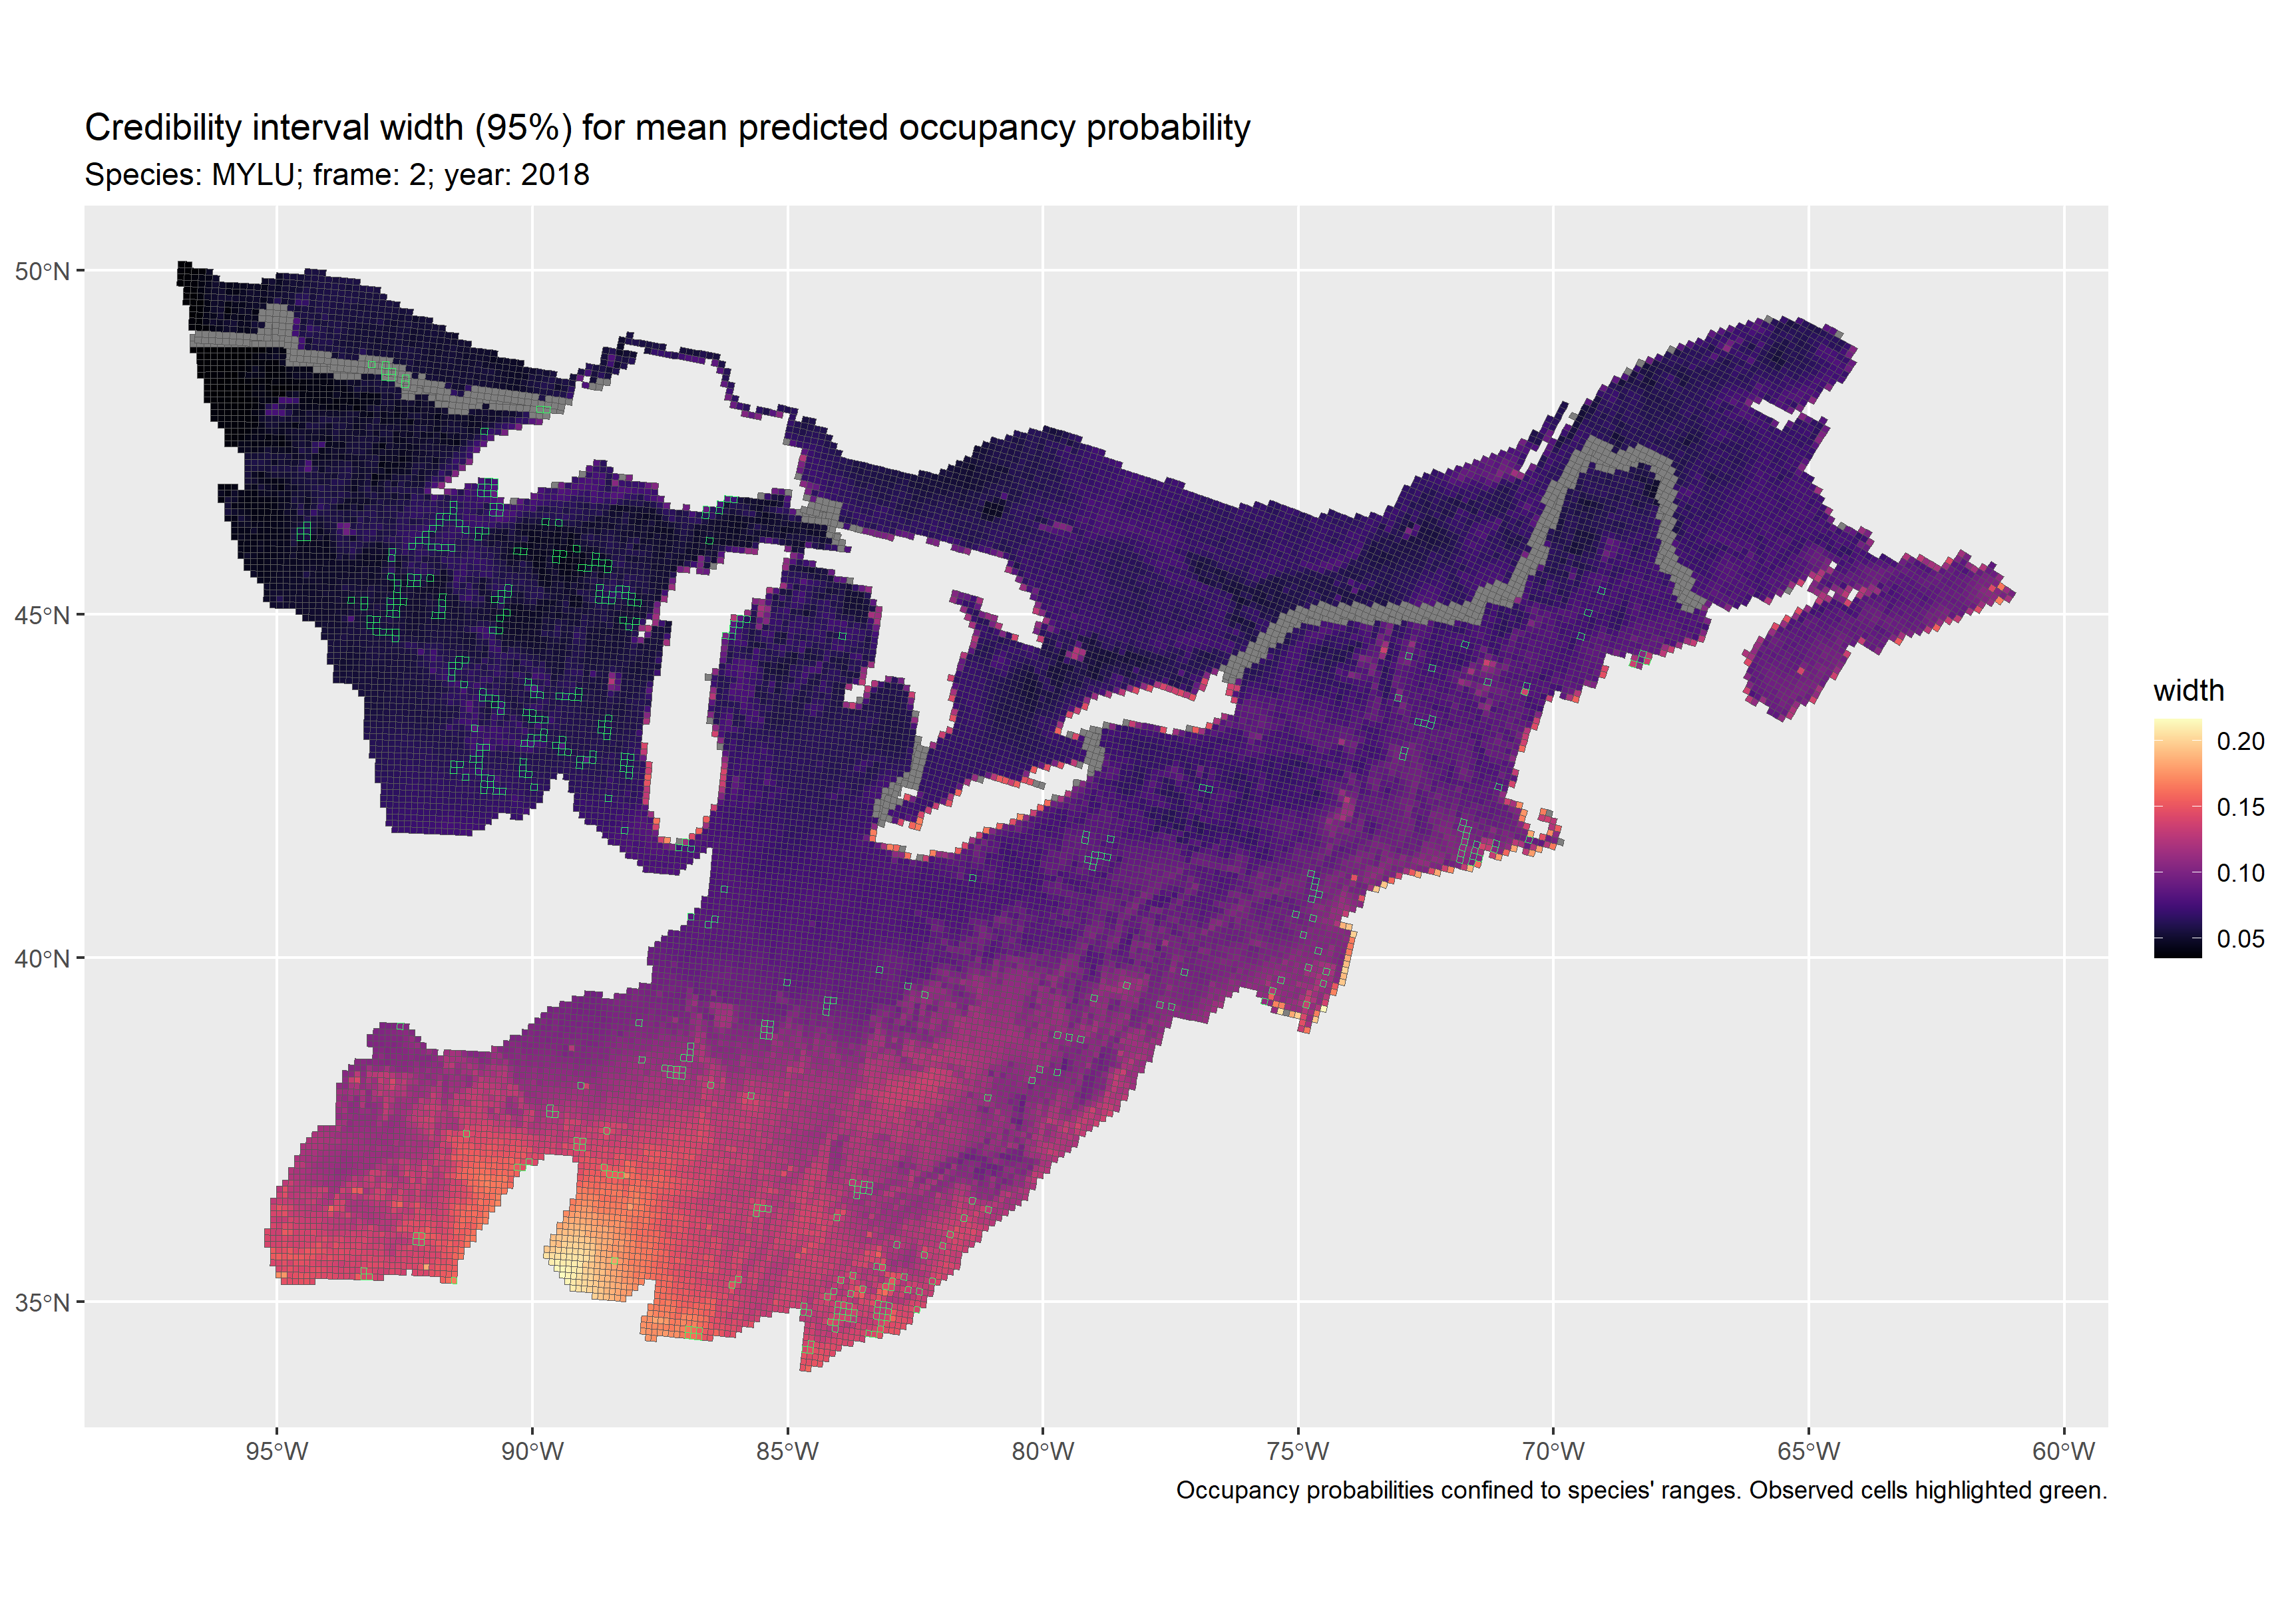 Credibility interval width (95%) for mean predicted occupancy probability
Species: MYLU; frame: 2; year: 2018
50°N
45°N
40°N
35°N
95°W
90°W
85°W
80°W
75°W
70°W
65°W
60°W
width
0.20
0.15
0.10
0.05
Occupancy probabilities confined to species' ranges. Observed cells highlighted green.